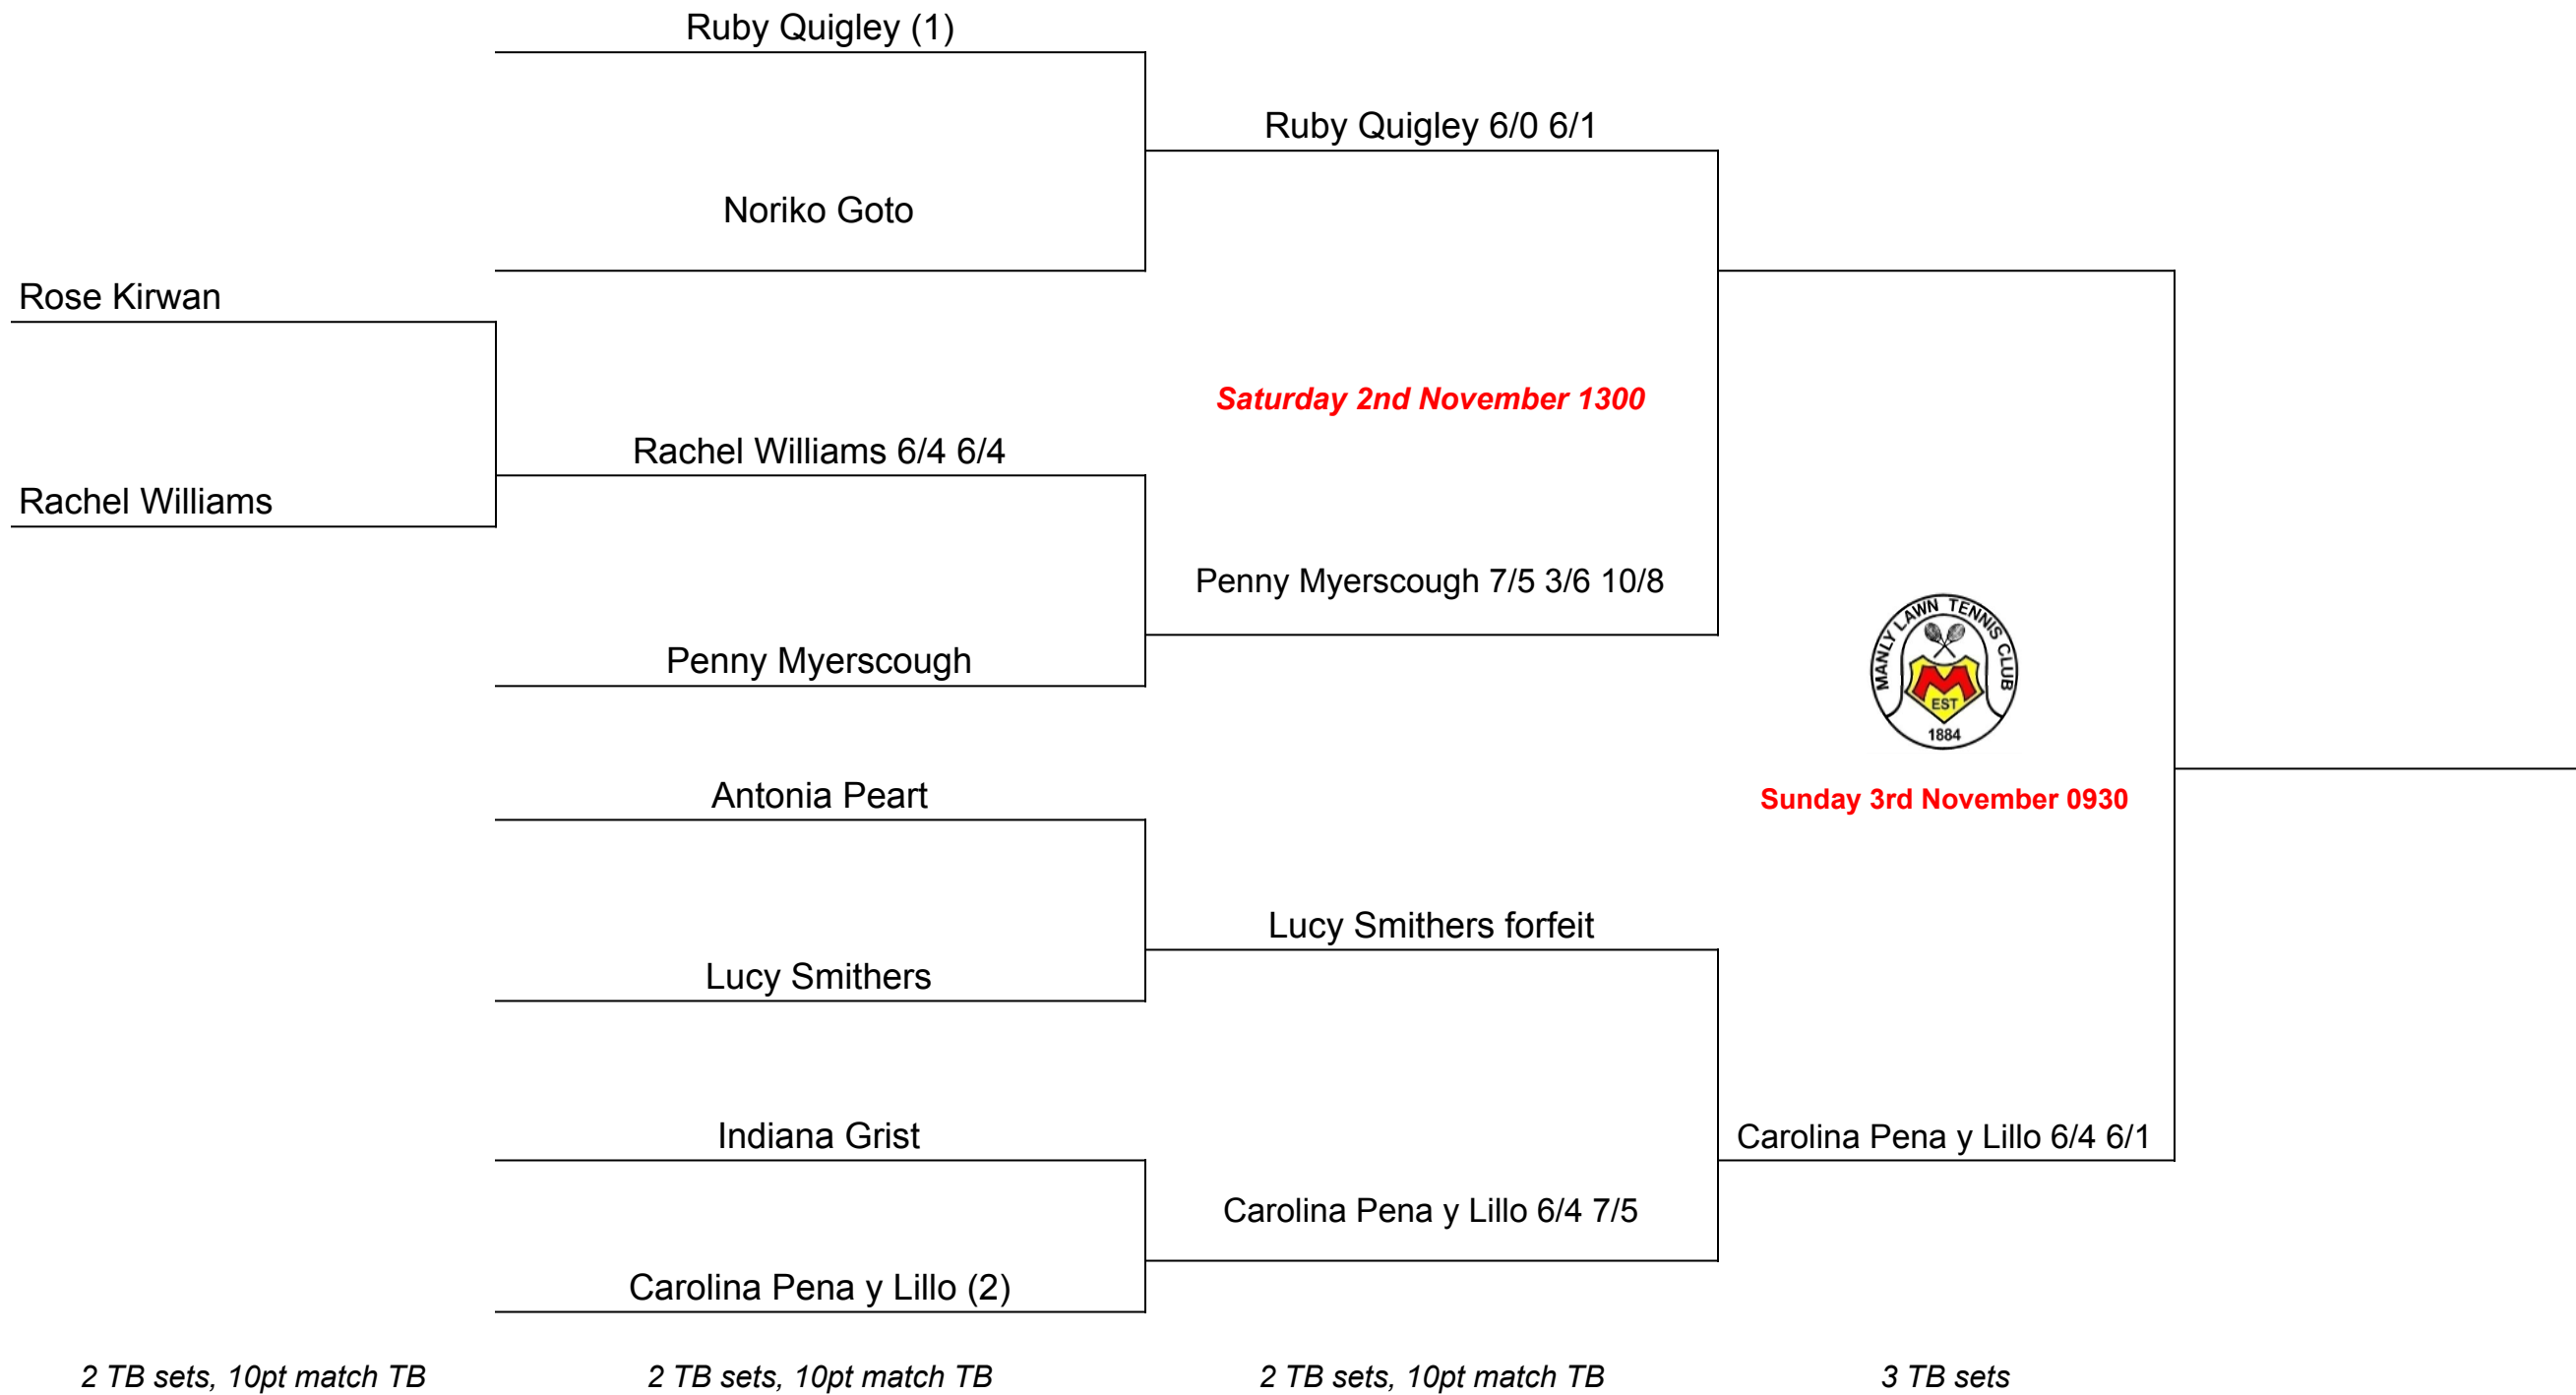 Ruby Quigley (1)
Ruby Quigley 6/0 6/1
Noriko Goto
Rose Kirwan
Saturday 2nd November 1300
Rachel Williams 6/4 6/4
Rachel Williams
Penny Myerscough 7/5 3/6 10/8
Penny Myerscough
MANLY LAWN TENNIS CLUB
M
EST
1884
Antonia Peart
Sunday 3rd November 0930
Lucy Smithers forfeit
Lucy Smithers
Indiana Grist
Carolina Pena y Lillo 6/4 6/1
Carolina Pena y Lillo 6/4 7/5
Carolina Pena y Lillo (2)
2 TB sets, 10pt match TB
2 TB sets, 10pt match TB
2 TB sets, 10pt match TB
3 TB sets